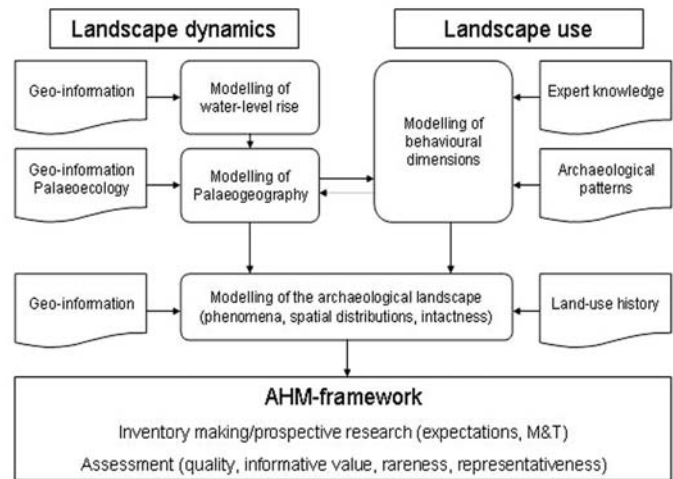 Landscape dynamics
Landscape use
Geo-information
Modelling of
water-level rise
Modelling of
behavioural
dimensions
Expert knowledge
Geo-information
Palaeoecology
Modelling of
Palaeogeography
Archaeological
patterns
Geo-information
Modelling of the archaeological landscape
(phenomena, spatial distributions, intactness)
Land-use history
AHM-framework
Inventory making/prospective research (expectations, M&T)
Assessment (quality, informative value, rareness, representativeness)